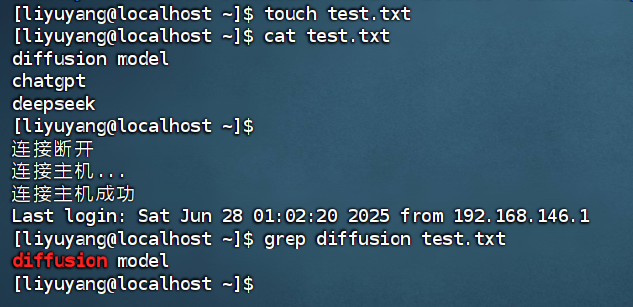 [liyuyang@localhost ~]$ touch test.txt
[liyuyang@localhost ~]$ cat test.txt
diffusion model
chatgpt
deepseek
[liyuyang@localhost ~]$
连接断开
连接主机...
连接主机成功
Last login: Sat Jun 28 01:02:20 2025 from 192.168.146.1
[liyuyang@localhost ~]$ grep diffusion test.txt
diffusion model
[liyuyang@localhost ~]$